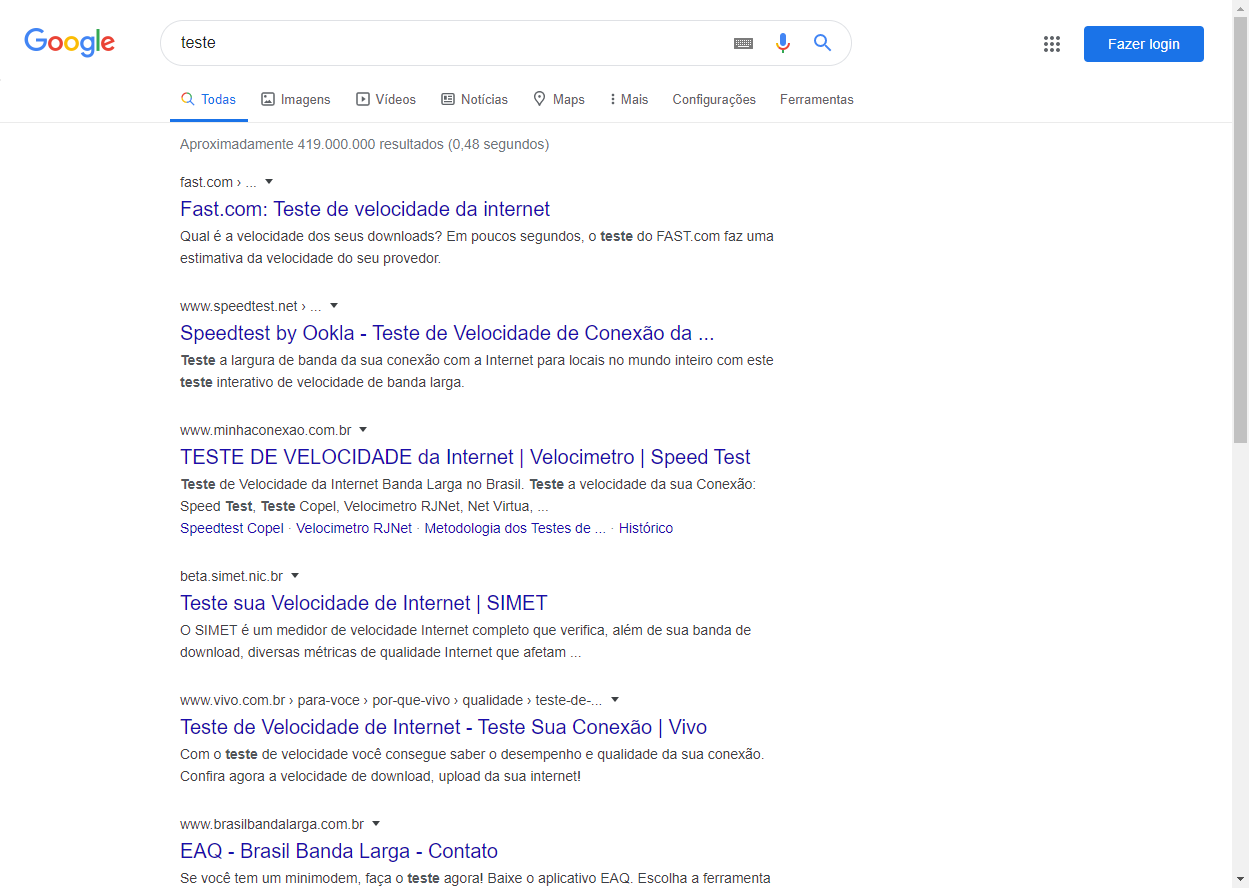 Google
teste
Fazer login
Todas
Imagens
Vídeos
Notícias
Maps
Mais
Configurações
Ferramentas
Aproximadamente 419.000.000 resultados (0,48 segundos)
fast.com › ...
Fast.com: Teste de velocidade da internet
Qual é a velocidade dos seus downloads? Em poucos segundos, o teste do FAST.com faz uma
estimativa da velocidade do seu provedor.
www.speedtest.net › ...
Speedtest by Ookla - Teste de Velocidade de Conexão da ...
Teste a largura de banda da sua conexão com a Internet para locais no mundo inteiro com este
teste interativo de velocidade de banda larga.
www.minhaconexao.com.br
TESTE DE VELOCIDADE da Internet | Velocimetro | Speed Test
Teste de Velocidade da Internet Banda Larga no Brasil. Teste a velocidade da sua Conexão:
Speed Test, Teste Copel, Velocimetro RJNet, Net Virtua, ...
Speedtest Copel · Velocimetro RJNet · Metodologia dos Testes de ... · Histórico
beta.simet.nic.br
Teste sua Velocidade de Internet | SIMET
O SIMET é um medidor de velocidade Internet completo que verifica, além de sua banda de
download, diversas métricas de qualidade Internet que afetam ...
www.vivo.com.br › para-voce › por-que-vivo › qualidade › teste-de-...
Teste de Velocidade de Internet - Teste Sua Conexão | Vivo
Com o teste de velocidade você consegue saber o desempenho e qualidade da sua conexão.
Confira agora a velocidade de download, upload da sua internet!
www.brasilbandalarga.com.br
EAQ - Brasil Banda Larga - Contato
Se você tem um minimodem, faça o teste agora! Baixe o aplicativo EAQ. Escolha a ferramenta